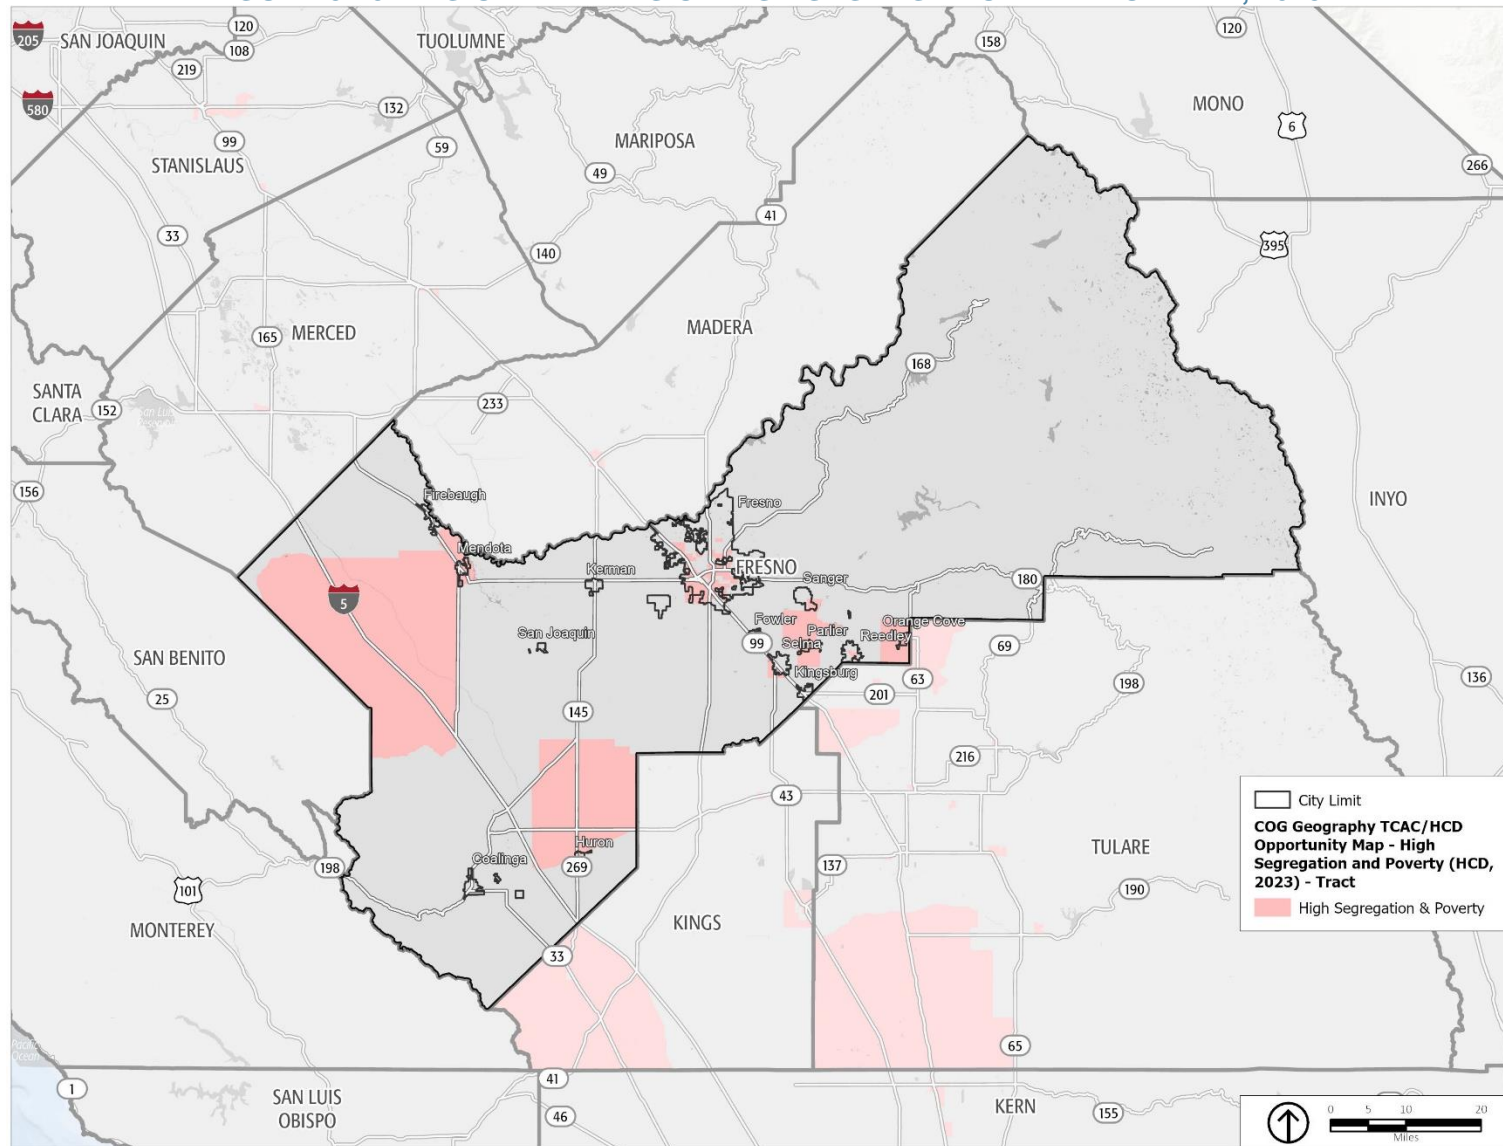 120
205
SAN JOAQUIN
108
TUOLUMNE
158
120
219
580
132
MONO
6
99
59
MARIPOSA
STANISLAUS
49
266
41
33
140
395
MADERA
165
MERCED
168
SANTA
CLARA
152
San Luis
233
156
Firebaugh
Fresno
INYO
Mendota
Kerman
FRESNO
Sanger
180
5
San Joaquin
Fowler
Orange Cove
99
Parlier
Reedley
Selma
69
SAN BENITO
Kingsburg
63
25
201
198
136
145
216
43
City Limit
COG Geography TCAC/HCD
Opportunity Map - High
Segregation and Poverty (HCD,
2023) - Tract
High Segregation & Poverty
Huron
TULARE
Coalinga
198
269
137
101
190
MONTEREY
KINGS
33
65
Pacific
Ocean
1
41
SAN LUIS
OBISPO
46
KERN
155
0 5 10 20
Miles